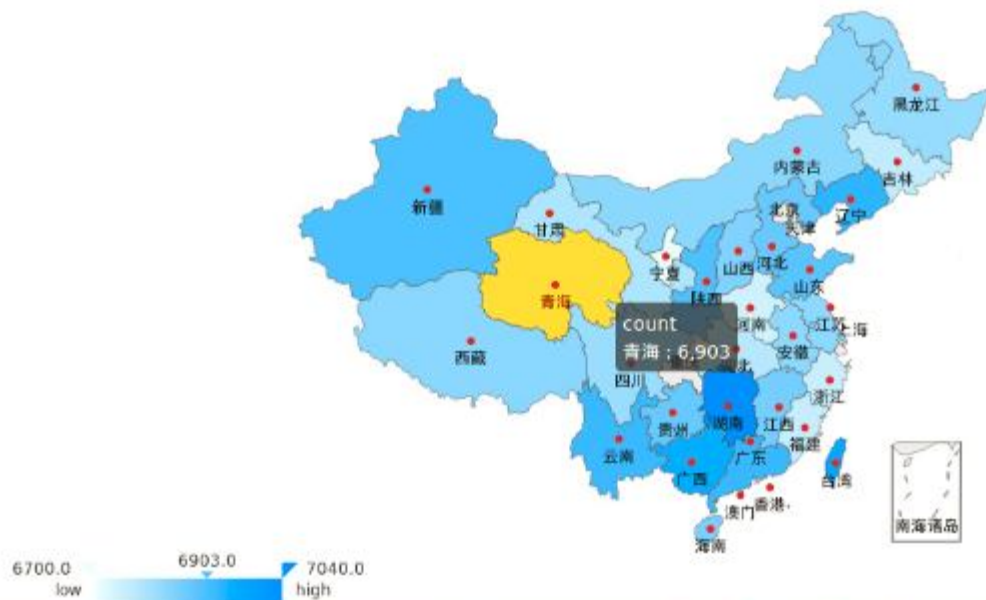 黑龙江
内蒙古
吉林
新疆
北京
辽宁
甘肃
天津
宁夏
山西
河北
山东
青海
陕西
count
河南
江苏
上海
西藏
青海 : 6,903
安徽
四川
浙江
贵州
湖南
江西
福建
云南
广西
广东
台湾
澳门
香港
南海诸岛
海南
6700.0
6903.0
7040.0
low
high